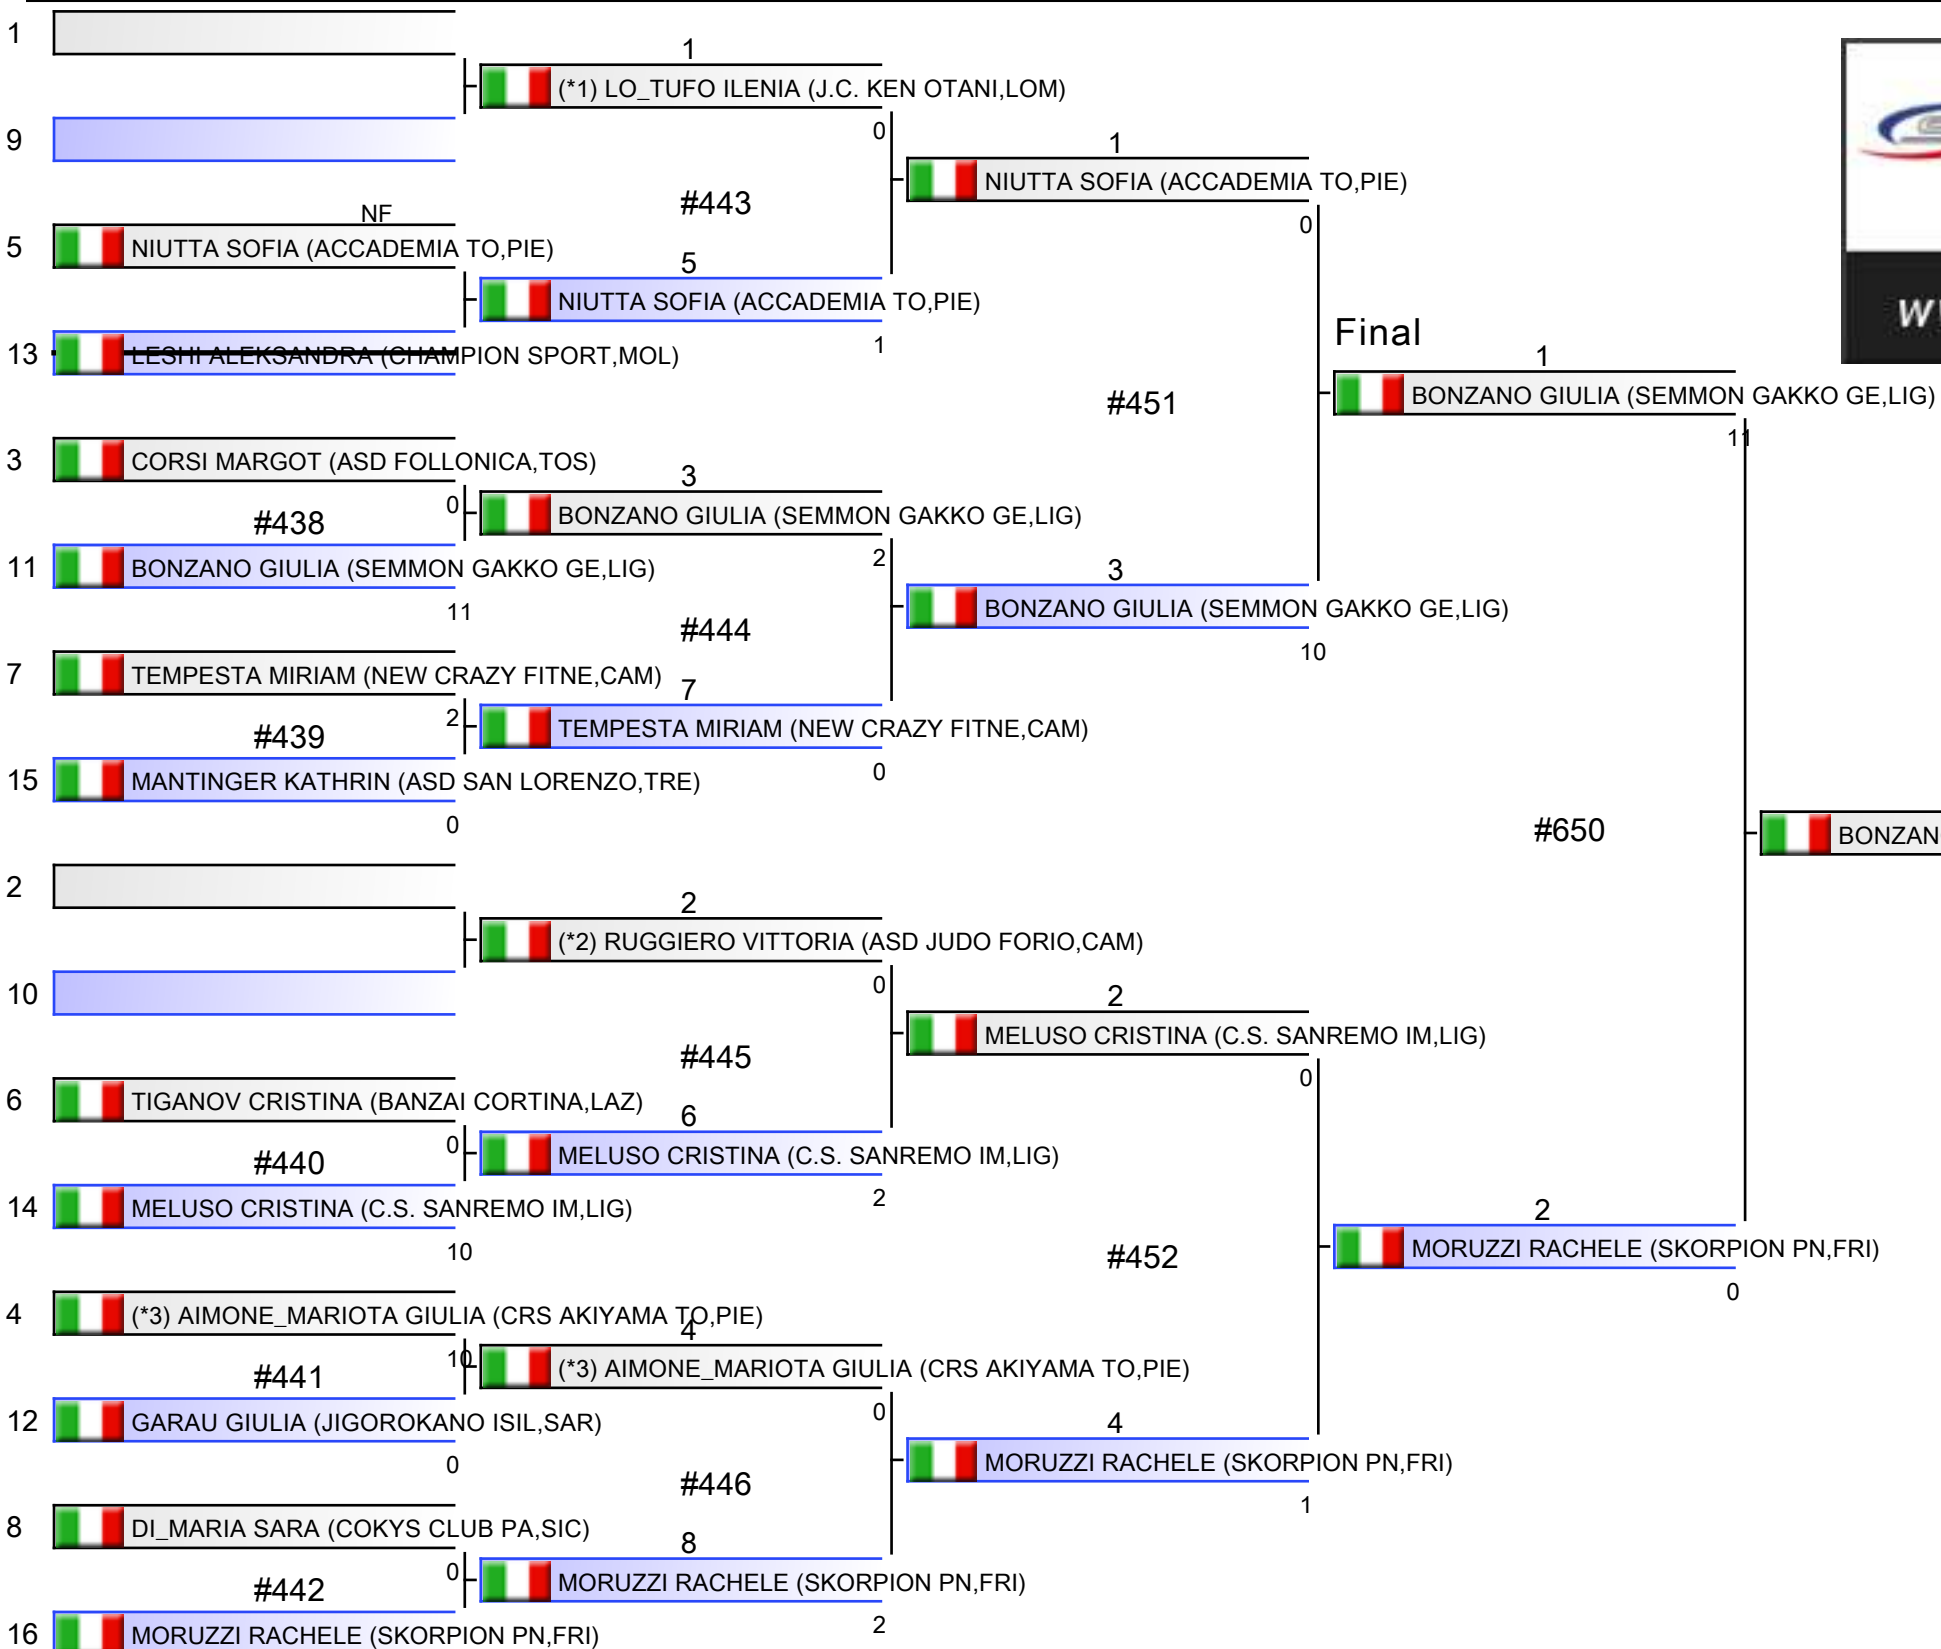 1
1
(*1) LO_TUFO ILENIA (J.C. KEN OTANI,LOM)
0
9
1
NIUTTA SOFIA (ACCADEMIA TO,PIE)
0
#443
NF
5 NIUTTA SOFIA (ACCADEMIA TO,PIE)
5
NIUTTA SOFIA (ACCADEMIA TO,PIE)
1
13 LESHI ALEKSANDRA (CHAMPION SPORT,MOL)
Final
1
BONZANO GIULIA (SEMMON GAKKO GE,LIG)
11
#451
3 CORSI MARGOT (ASD FOLLONICA,TOS)
0
3
BONZANO GIULIA (SEMMON GAKKO GE,LIG)
2
#438
11 BONZANO GIULIA (SEMMON GAKKO GE,LIG)
11
3
BONZANO GIULIA (SEMMON GAKKO GE,LIG)
10
#444
7 TEMPESTA MIRIAM (NEW CRAZY FITNE,CAM)
2
7
TEMPESTA MIRIAM (NEW CRAZY FITNE,CAM)
0
#439
15 MANTINGER KATHRIN (ASD SAN LORENZO,TRE)
0
#650
BONZAN
2
2
(*2) RUGGIERO VITTORIA (ASD JUDO FORIO,CAM)
0
10
2
MELUSO CRISTINA (C.S. SANREMO IM,LIG)
0
#445
6 TIGANOV CRISTINA (BANZAI CORTINA,LAZ)
0
6
MELUSO CRISTINA (C.S. SANREMO IM,LIG)
2
#440
14 MELUSO CRISTINA (C.S. SANREMO IM,LIG)
10
#452
2
MORUZZI RACHELE (SKORPION PN,FRI)
0
4 (*3) AIMONE_MARIOTA GIULIA (CRS AKIYAMA TO,PIE)
10
4
(*3) AIMONE_MARIOTA GIULIA (CRS AKIYAMA TO,PIE)
0
#441
12 GARAU GIULIA (JIGOROKANO ISIL,SAR)
0
4
MORUZZI RACHELE (SKORPION PN,FRI)
1
#446
8 DI_MARIA SARA (COKYS CLUB PA,SIC)
0
8
MORUZZI RACHELE (SKORPION PN,FRI)
2
#442
16 MORUZZI RACHELE (SKORPION PN,FRI)